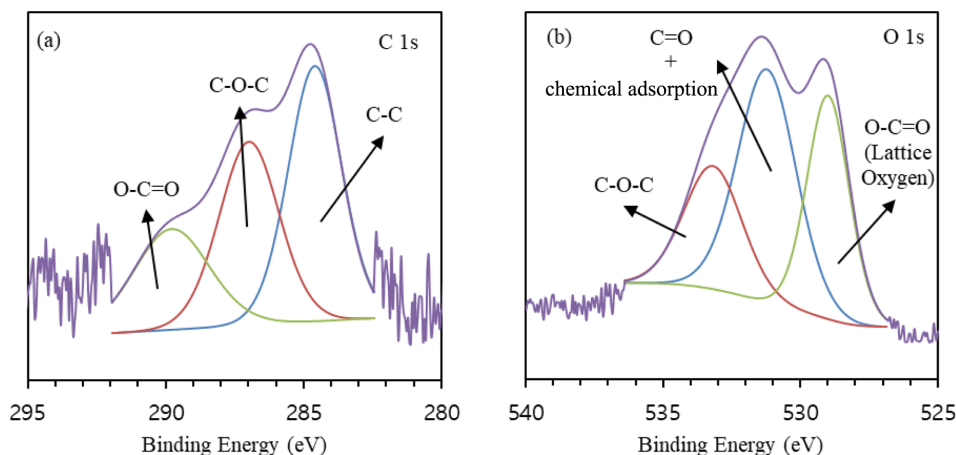 (a)
C 1s
C-O-C
C-C
O-C=O
295
290
285
280
Binding Energy (eV)
(b)
O 1s
C=O
+
chemical adsorption
O-C=O
(Lattice
Oxygen)
C-O-C
540
535
530
525
Binding Energy (eV)